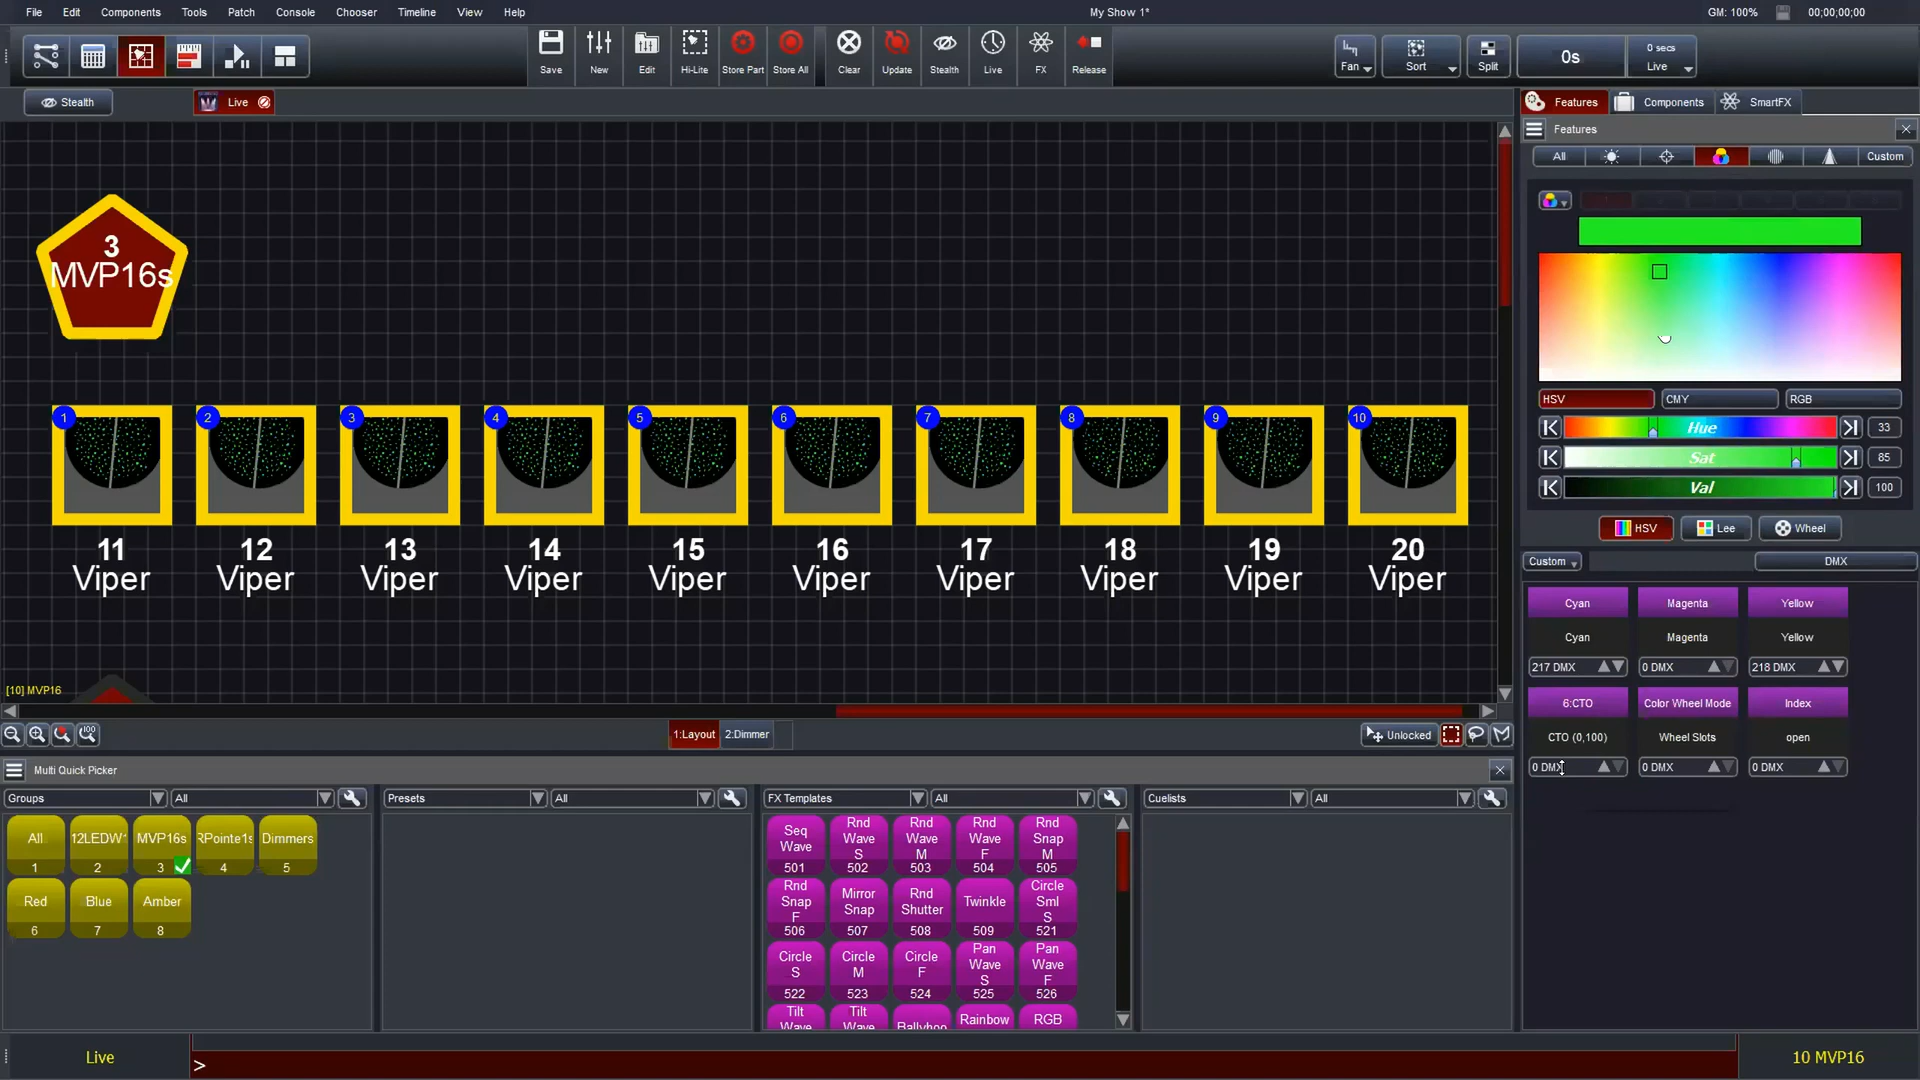 File Edit Components Tools Patch Console Chooser Timeline View Help My Show 1* GM: 100% 00;00;00;00
Save New Edit Hi-Lite Store Part Store All Clear Update Stealth Live FX Release
Fan Sort Split 0s 0 secs
Live
Stealth Live
Features Components SmartFX
Features
All Custom
3
MVP16s
1 2 3 4 5 6 7 8 9 10
11 12 13 14 15 16 17 18 19 20
Viper Viper Viper Viper Viper Viper Viper Viper Viper Viper
HSV CMY RGB
Hue 33
Sat 85
Val 100
HSV Lee Wheel
Custom DMX
Cyan Magenta Yellow
Cyan Magenta Yellow
217 DMX 0 DMX 218 DMX
6:CTO Color Wheel Mode Index
CTO (0,100) Wheel Slots open
0 DMX 0 DMX 0 DMX
[10] MVP16
100 1:Layout 2:Dimmer Unlocked
Multi Quick Picker
Groups All Presets All FX Templates All Cuelists All
All 12LEDW MVP16s RPointe1s Dimmers
1 2 3 4 5
Red Blue Amber
6 7 8
Seq Wave 501
Rnd Wave S 502
Rnd Wave M 503
Rnd Wave F 504
Rnd Snap M 505
Rnd Snap F 506
Mirror Snap 507
Rnd Shutter 508
Twinkle 509
Circle Sml S 521
Circle S 522
Circle M 523
Circle F 524
Pan Wave S 525
Pan Wave F 526
Tilt Wave
Tilt Wave
Ballyhoo
Rainbow
RGB
Live > 10 MVP16